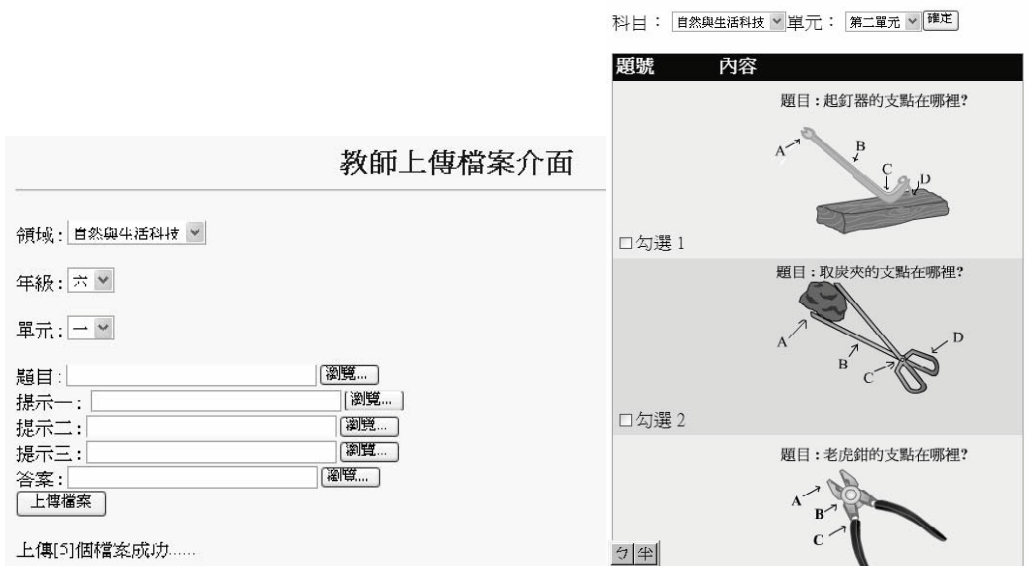 教師上傳檔案介面
領域: 自然與生活科技
年級: 六
單元: 一
題目: 瀏覽...
提示一: 瀏覽...
提示二: 瀏覽...
提示三: 瀏覽...
答案: 瀏覽...
上傳檔案
上傳[5]個檔案成功......
科目: 自然與生活科技 單元: 第二單元 確定
題號 內容
題目:起釘器的支點在哪裡?
A
B
C
D
勾選 1
題目:取炭夾的支點在哪裡?
A
B
C
D
勾選 2
題目:老虎鉗的支點在哪裡?
A
B
C
ㄅ 半